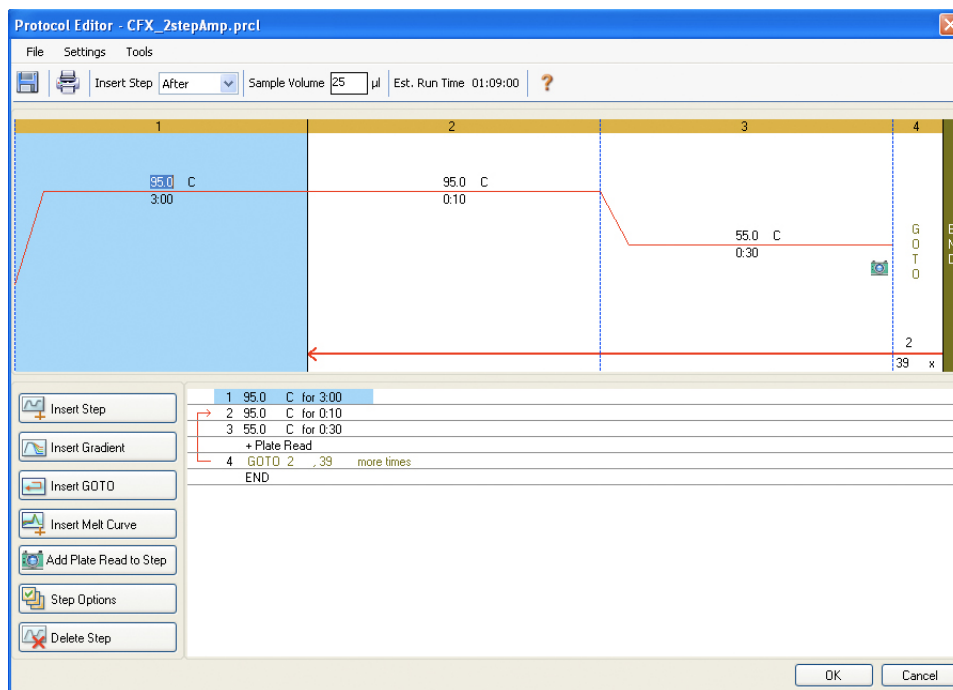 Protocol Editor - CFX_2stepAmp.prcl
File Settings Tools
Insert Step After Sample Volume 25 µl Est. Run Time 01:09:00 ?
1 2 3 4
95.0 C 95.0 C
3:00 0:10
55.0 C
0:30
GOTO
END
2
39 x
Insert Step
Insert Gradient
Insert GOTO
Insert Melt Curve
Add Plate Read to Step
Step Options
Delete Step
1 95.0 C for 3:00
2 95.0 C for 0:10
3 55.0 C for 0:30
+ Plate Read
4 GOTO 2 , 39 more times
END
OK Cancel